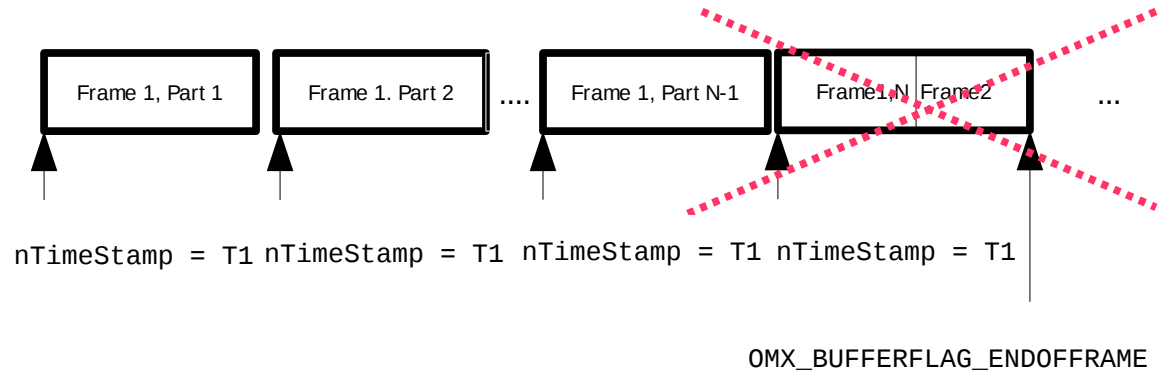 Frame 1, Part 1 Frame 1. Part 2 .... Frame 1, Part N-1 Frame1,N Frame2 ...
nTimeStamp = T1 nTimeStamp = T1 nTimeStamp = T1 nTimeStamp = T1
OMX_BUFFERFLAG_ENDOFFRAME